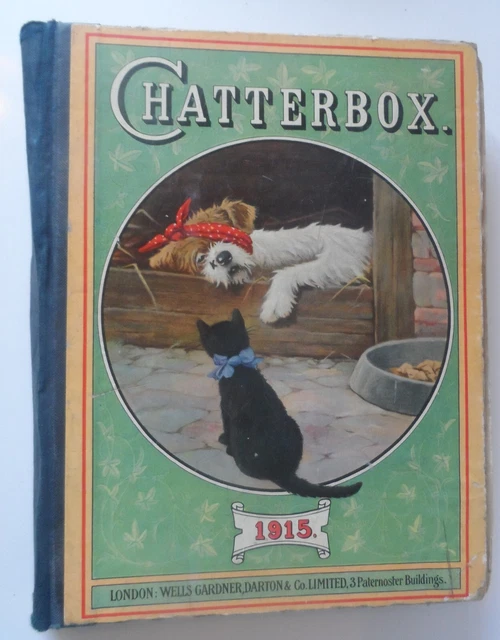 CHATTERBOX.
1915.
LONDON: WELLS GARDNER, DARTON & Co. LIMITED, 3 Paternoster Buildings.